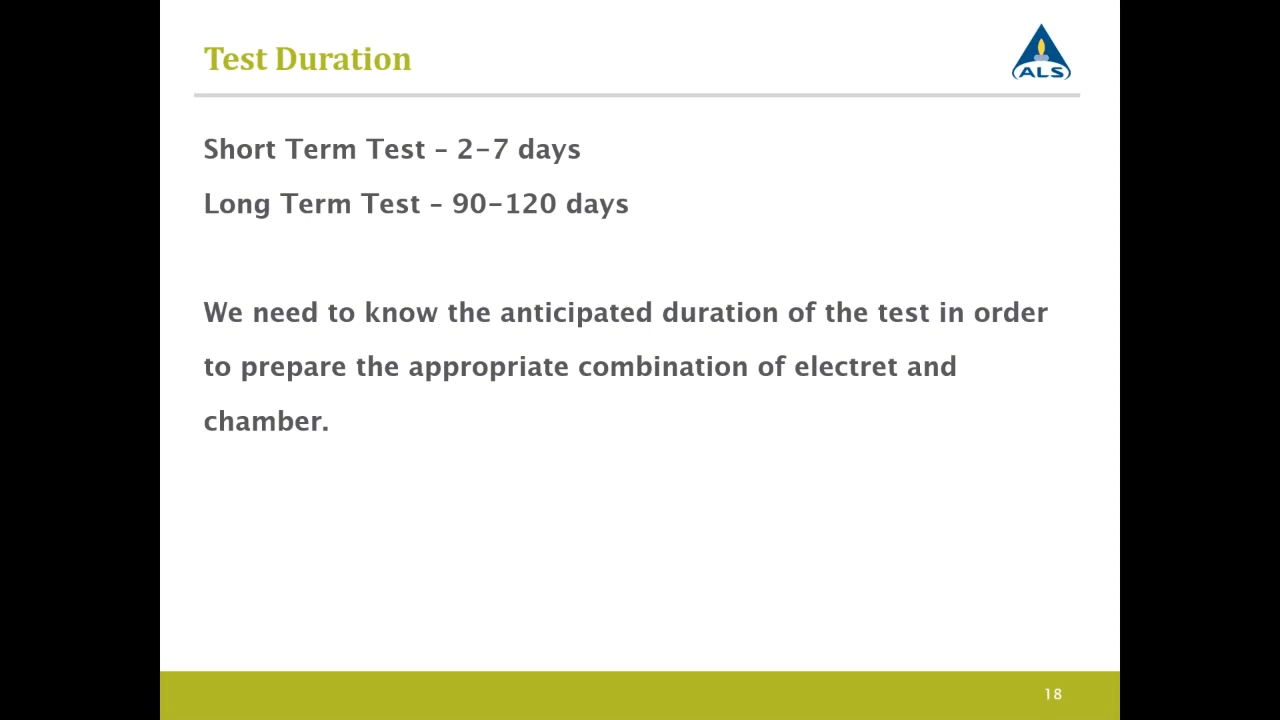 Test Duration
ALS
Short Term Test – 2-7 days
Long Term Test – 90-120 days
We need to know the anticipated duration of the test in order
to prepare the appropriate combination of electret and
chamber.
18